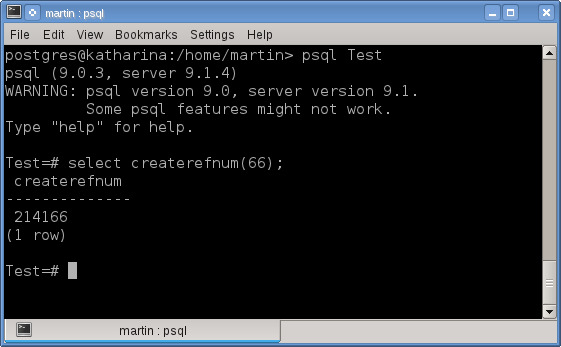 martin : psql
File Edit View Bookmarks Settings Help
postgres@katharina:/home/martin> psql Test
psql (9.0.3, server 9.1.4)
WARNING: psql version 9.0, server version 9.1.
         Some psql features might not work.
Type "help" for help.
Test=# select createrefnum(66);
 createrefnum
--------------
 214166
(1 row)
Test=#
martin : psql